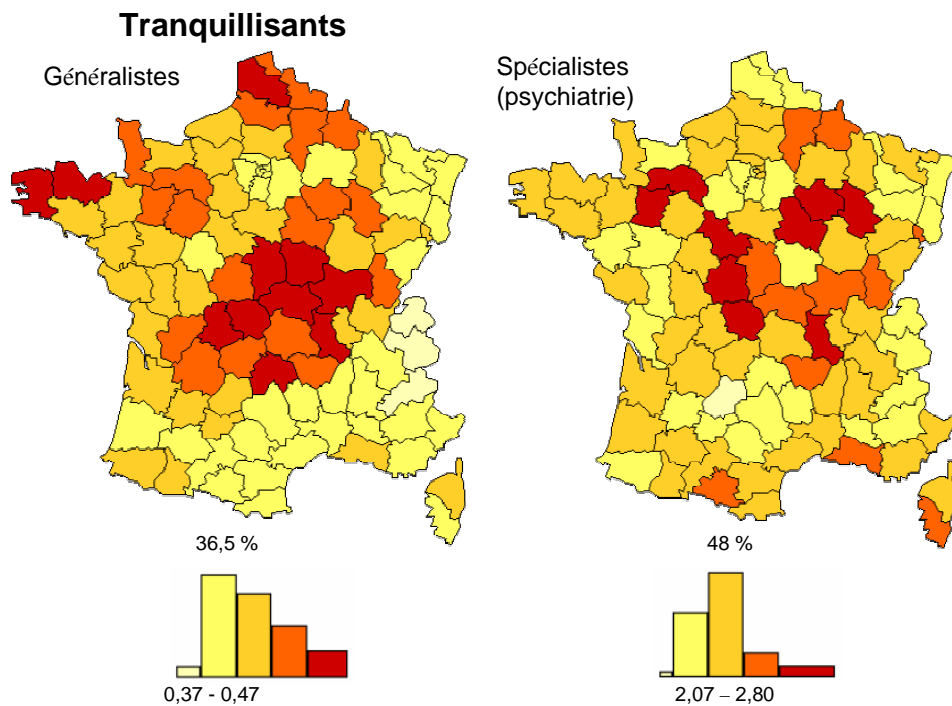 Tranquillisants
Généralistes
Spécialistes
(psychiatrie)
36,5 %
48 %
0,37 - 0,47
2,07 – 2,80